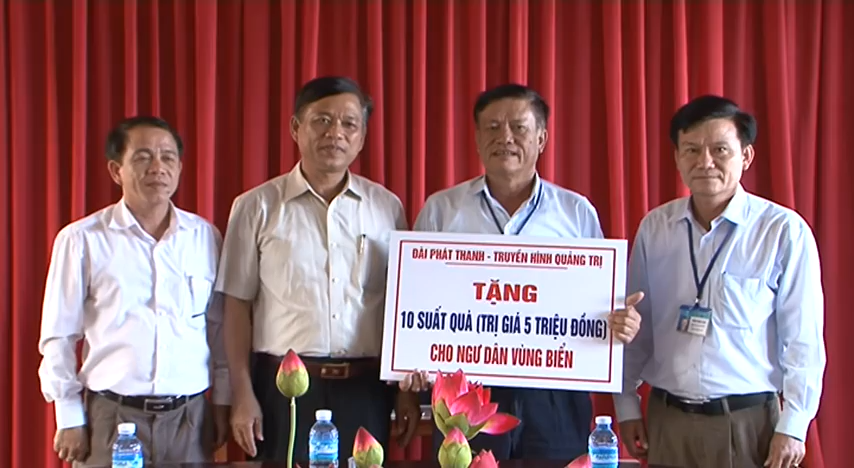 ĐÀI PHÁT THANH - TRUYỀN HÌNH QUẢNG TRỊ
TẶNG
10 SUẤT QUÀ (TRỊ GIÁ 5 TRIỆU ĐỒNG)
CHO NGƯ DÂN VÙNG BIỂN